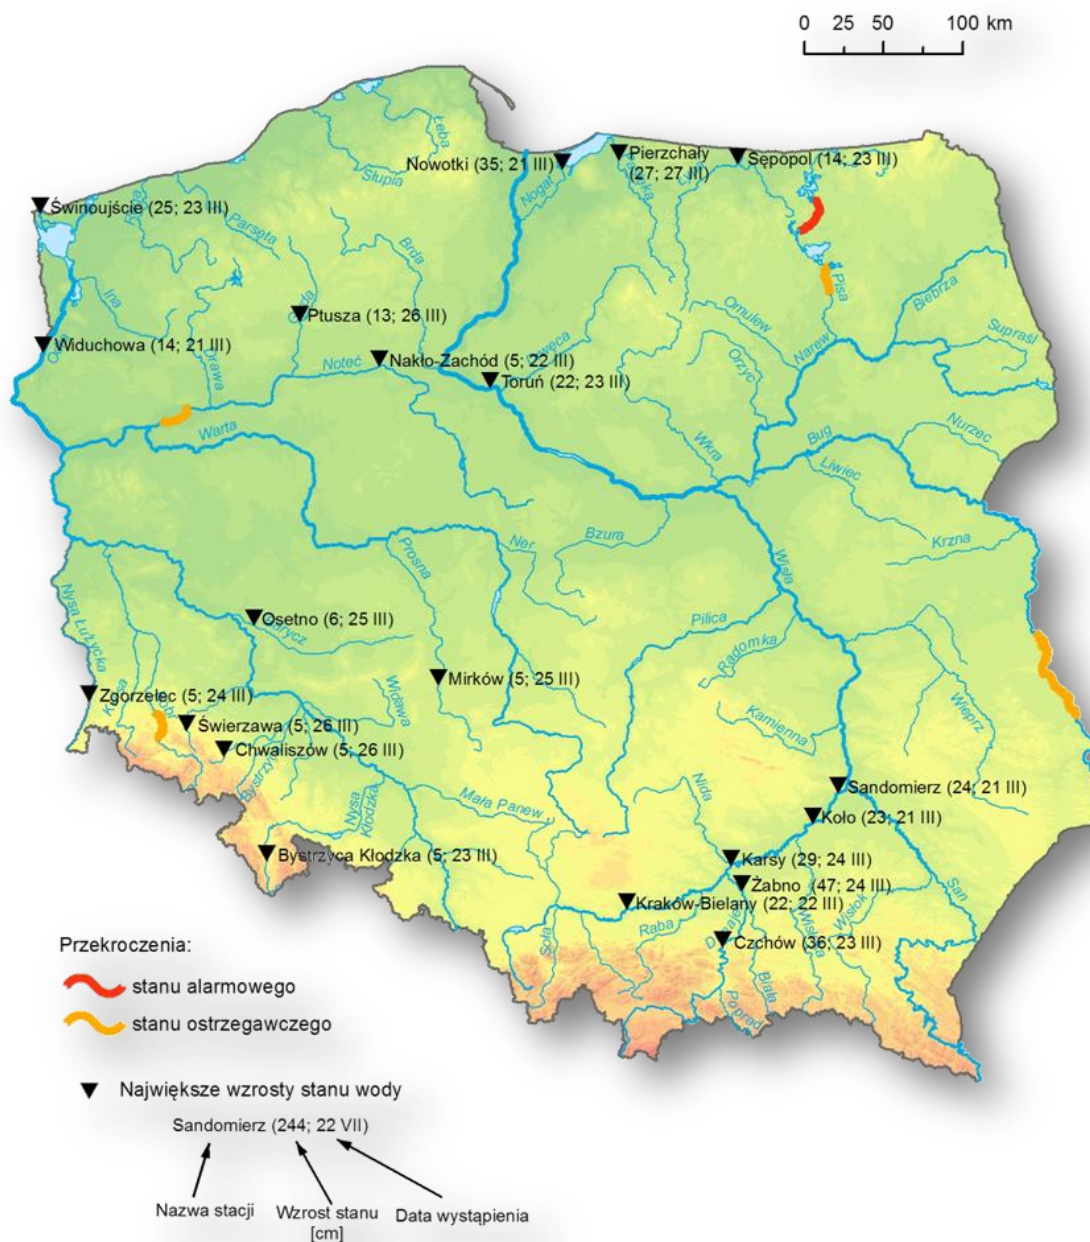 0 25 50 100 km
Łeba
Słupia
Nowotki (35; 21 III)
Pierzchały
(27; 27 III)
Sępopol (14; 23 III)
Nogat
Świnoujście (25; 23 III)
Rega
Parsęta
Brda
Ina
Pisa
Biebrza
Ptusza (13; 26 III)
Omulew
Supraśl
Widuchowa (14; 21 III)
Drawa
Noteć
Nakło-Zachód (5; 22 III)
Toruń (22; 23 III)
Orzyc
Narew
Warta
Wkra
Bug
Nurzec
Liwiec
Bzura
Ner
Prosna
Krzna
Wisła
Nysa Łużycka
Osetno (6; 25 III)
Pilica
Radomka
Mirków (5; 25 III)
Zgorzelec (5; 24 III)
Widawa
Wieprz
Świerzawa (5; 26 III)
Kamienna
Chwaliszów (5; 26 III)
Sandomierz (24; 21 III)
Nida
Mała Panew
Nysa
Kłodzka
Koło (23; 21 III)
Bystrzyca Kłodzka (5; 23 III)
Karsy (29; 24 III)
Żabno (47; 24 III)
San
Kraków-Bielany (22; 22 III)
Raba
Wisłoka
Wisłok
Soła
Czchów (36; 23 III)
Biała
Poprad
Przekroczenia:
stanu alarmowego
stanu ostrzegawczego
Największe wzrosty stanu wody
Sandomierz (244; 22 VII)
Nazwa stacji Wzrost stanu Data wystąpienia
[cm]